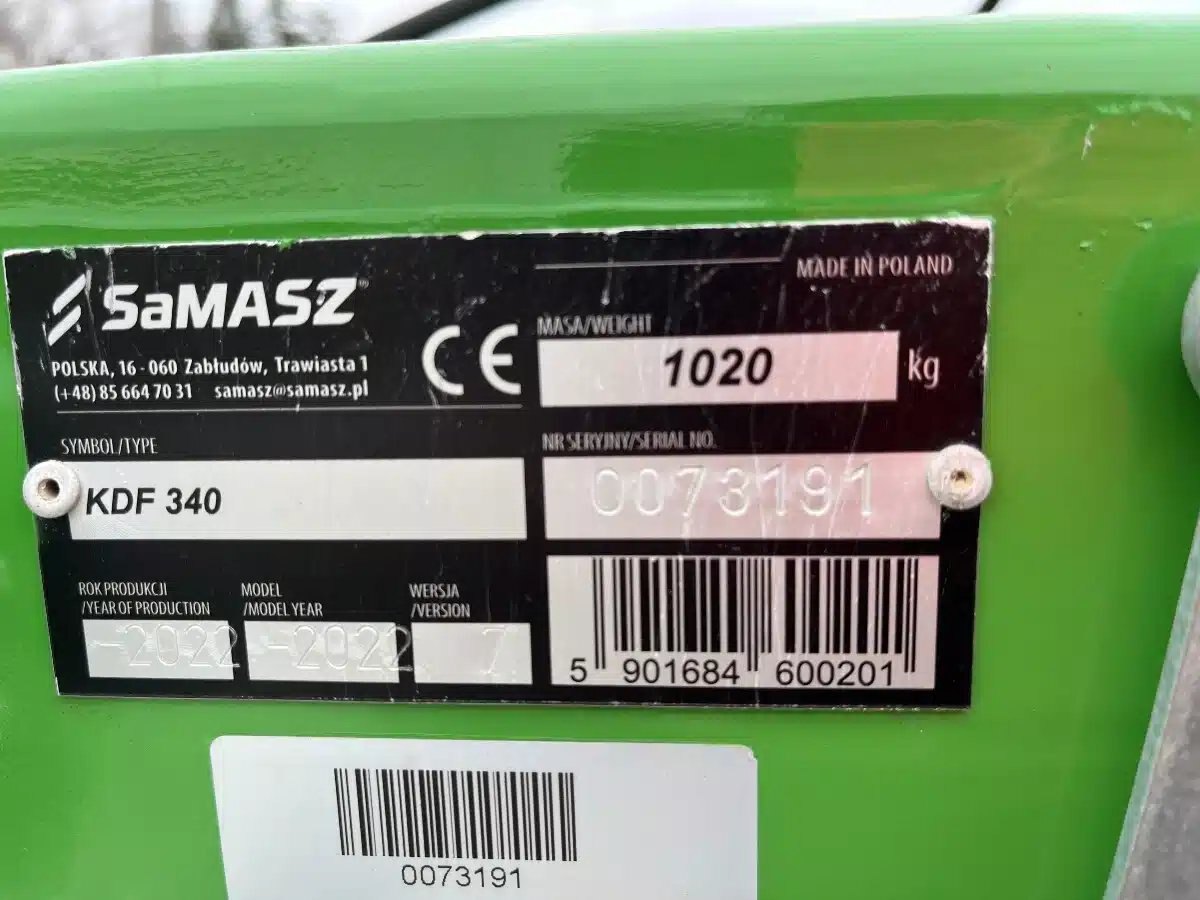 SaMASZ
POLSKA, 16-060 Zabłudów, Trawiasta 1
(+48) 85 664 70 31 samasz@samasz.pl
CE
MADE IN POLAND
MASA/WEIGHT
1020 kg
SYMBOL/TYPE
KDF 340
NR SERYJNY/SERIAL NO.
0073191
ROK PRODUKCJI
/YEAR OF PRODUCTION
-2022
MODEL
/MODEL YEAR
-2022
WERSJA
/VERSION
7
5 901684 600201
0073191